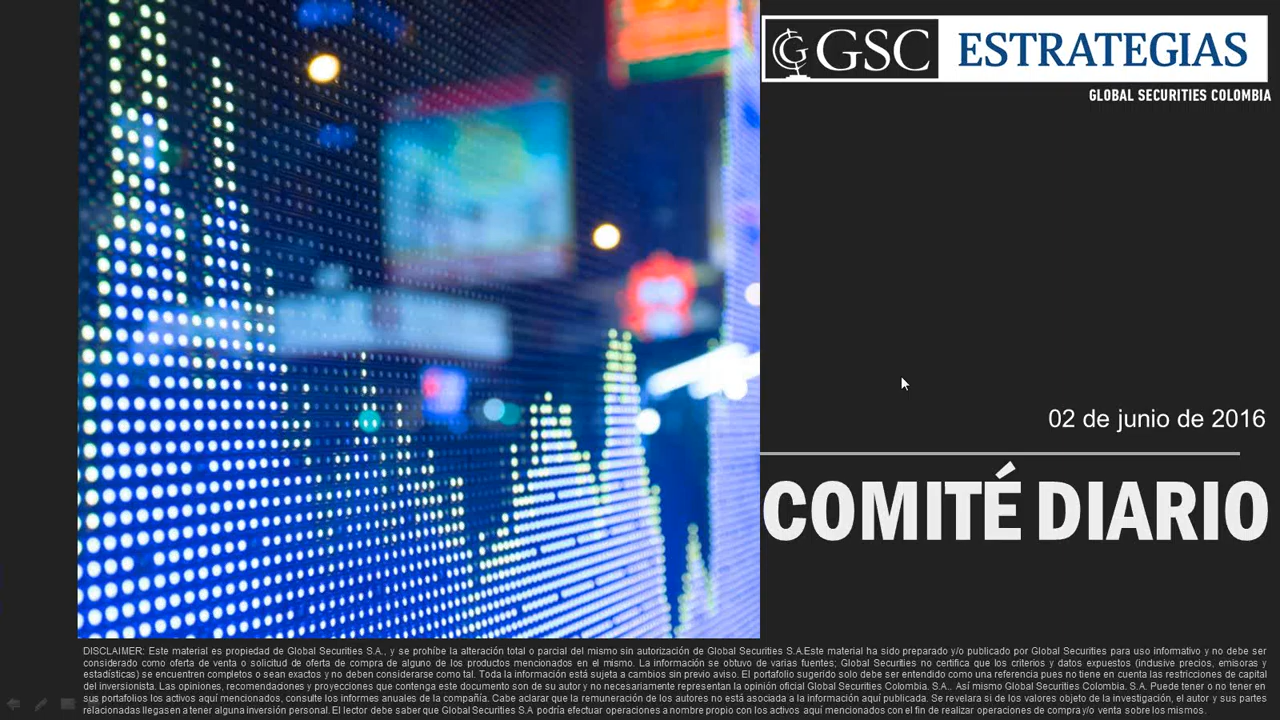 GSC ESTRATEGIAS
GLOBAL SECURITIES COLOMBIA
02 de junio de 2016
COMITÉ DIARIO
DISCLAIMER: Este material es propiedad de Global Securities S.A., y se prohíbe la alteración total o parcial del mismo sin autorización de Global Securities S.A.Este material ha sido preparado y/o publicado por Global Securities para uso informativo y no debe ser
considerado como oferta de venta o solicitud de oferta de compra de alguno de los productos mencionados en el mismo. La información se obtuvo de varias fuentes; Global Securities no certifica que los criterios y datos expuestos (inclusive precios, emisoras y
estadísticas) se encuentren completos o sean exactos y no deben considerarse como tal. Toda la información está sujeta a cambios sin previo aviso. El portafolio sugerido solo debe ser entendido como una referencia pues no tiene en cuenta las restricciones de capital
del inversionista. Las opiniones, recomendaciones y proyecciones que contenga este documento son de su autor y no necesariamente representan la opinión oficial Global Securities Colombia. S.A.. Así mismo Global Securities Colombia. S.A. Puede tener o no tener en
sus portafolios los activos aquí mencionados, consulte los informes anuales de la compañía. Cabe aclarar que la remuneración de los autores no está asociada a la información aquí publicada. Se revelara si de los valores objeto de la investigación, el autor y sus partes
relacionadas llegasen a tener alguna inversión personal. El lector debe saber que Global Securities S.A podría efectuar operaciones a nombre propio con los activos aquí mencionados con el fin de realizar operaciones de compra y/o venta sobre los mismos.